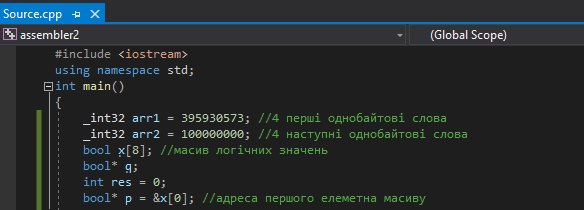 Source.cpp
assembler2 (Global Scope)
#include <iostream>
using namespace std;
int main()
{
_int32 arr1 = 395930573; //4 перші однобайтові слова
_int32 arr2 = 100000000; //4 наступні однобайтові слова
bool x[8]; //масив логічних значень
bool* q;
int res = 0;
bool* p = &x[0]; //адреса першого елеметна масиву